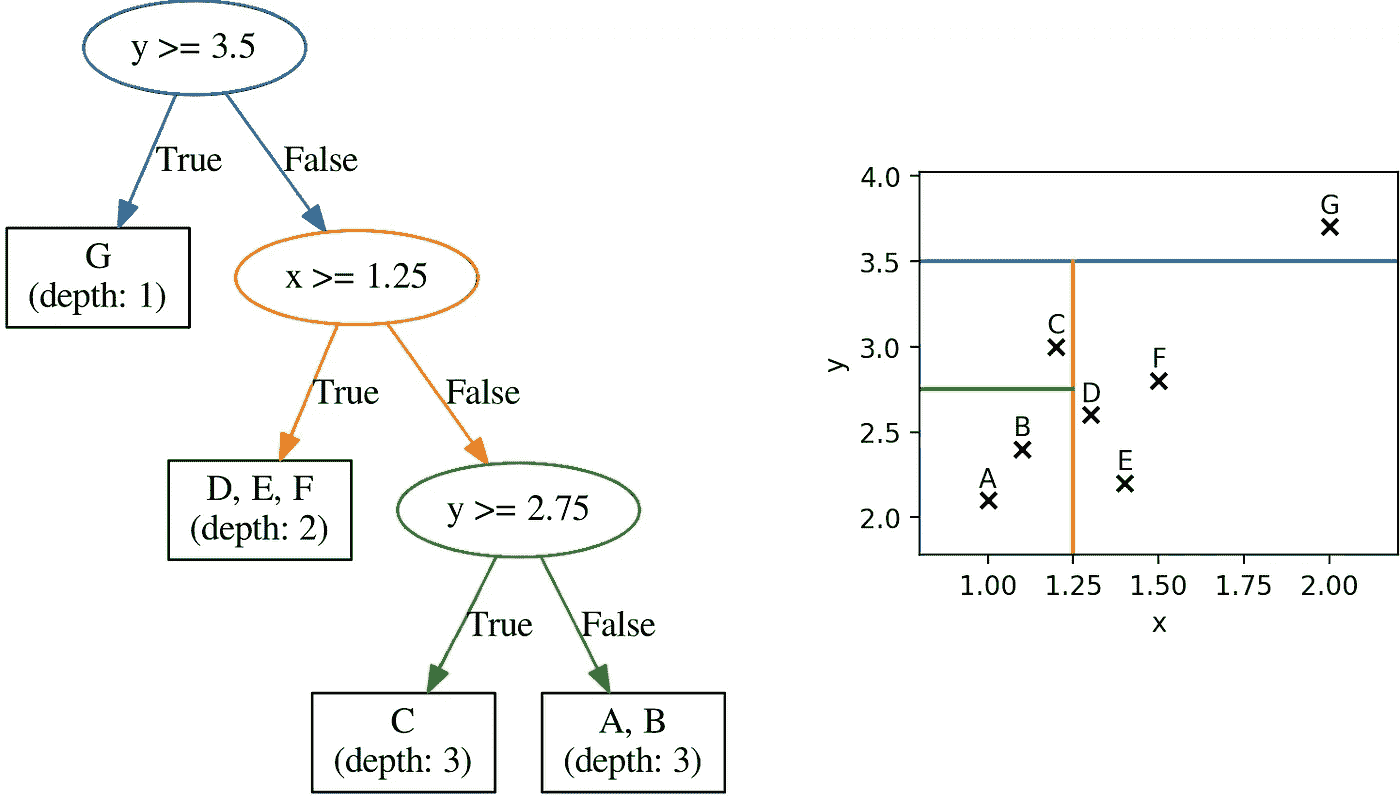 y >= 3.5
True
False
G
(depth: 1)
x >= 1.25
True
False
D, E, F
(depth: 2)
y >= 2.75
True
False
C
(depth: 3)
A, B
(depth: 3)
4.0
3.5
3.0
2.5
2.0
y
G
C
F
D
B
E
A
1.00
1.25
1.50
1.75
2.00
x